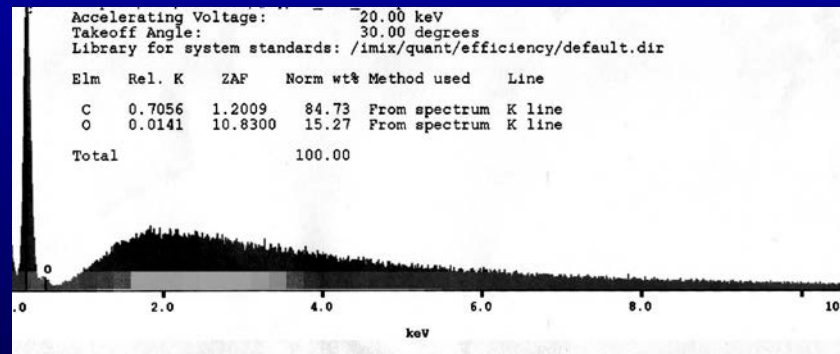 Accelerating Voltage: 20.00 keV
Takeoff Angle: 30.00 degrees
Library for system standards: /imix/quant/efficiency/default.dir
Elm Rel. K ZAF Norm wt% Method used Line
C 0.7056 1.2009 84.73 From spectrum K line
O 0.0141 10.8300 15.27 From spectrum K line
Total 100.00
O
.0 2.0 4.0 6.0 8.0 10
keV